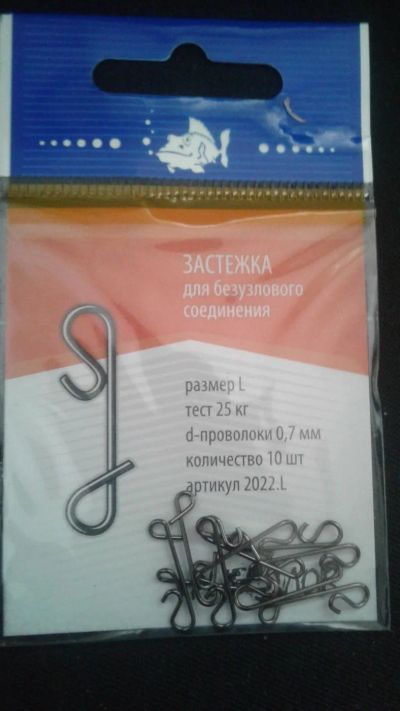 ЗАСТЕЖКА
для безузлового
соединения
размер L
тест 25 кг
d-проволоки 0,7 мм
количество 10 шт
артикул 2022.L